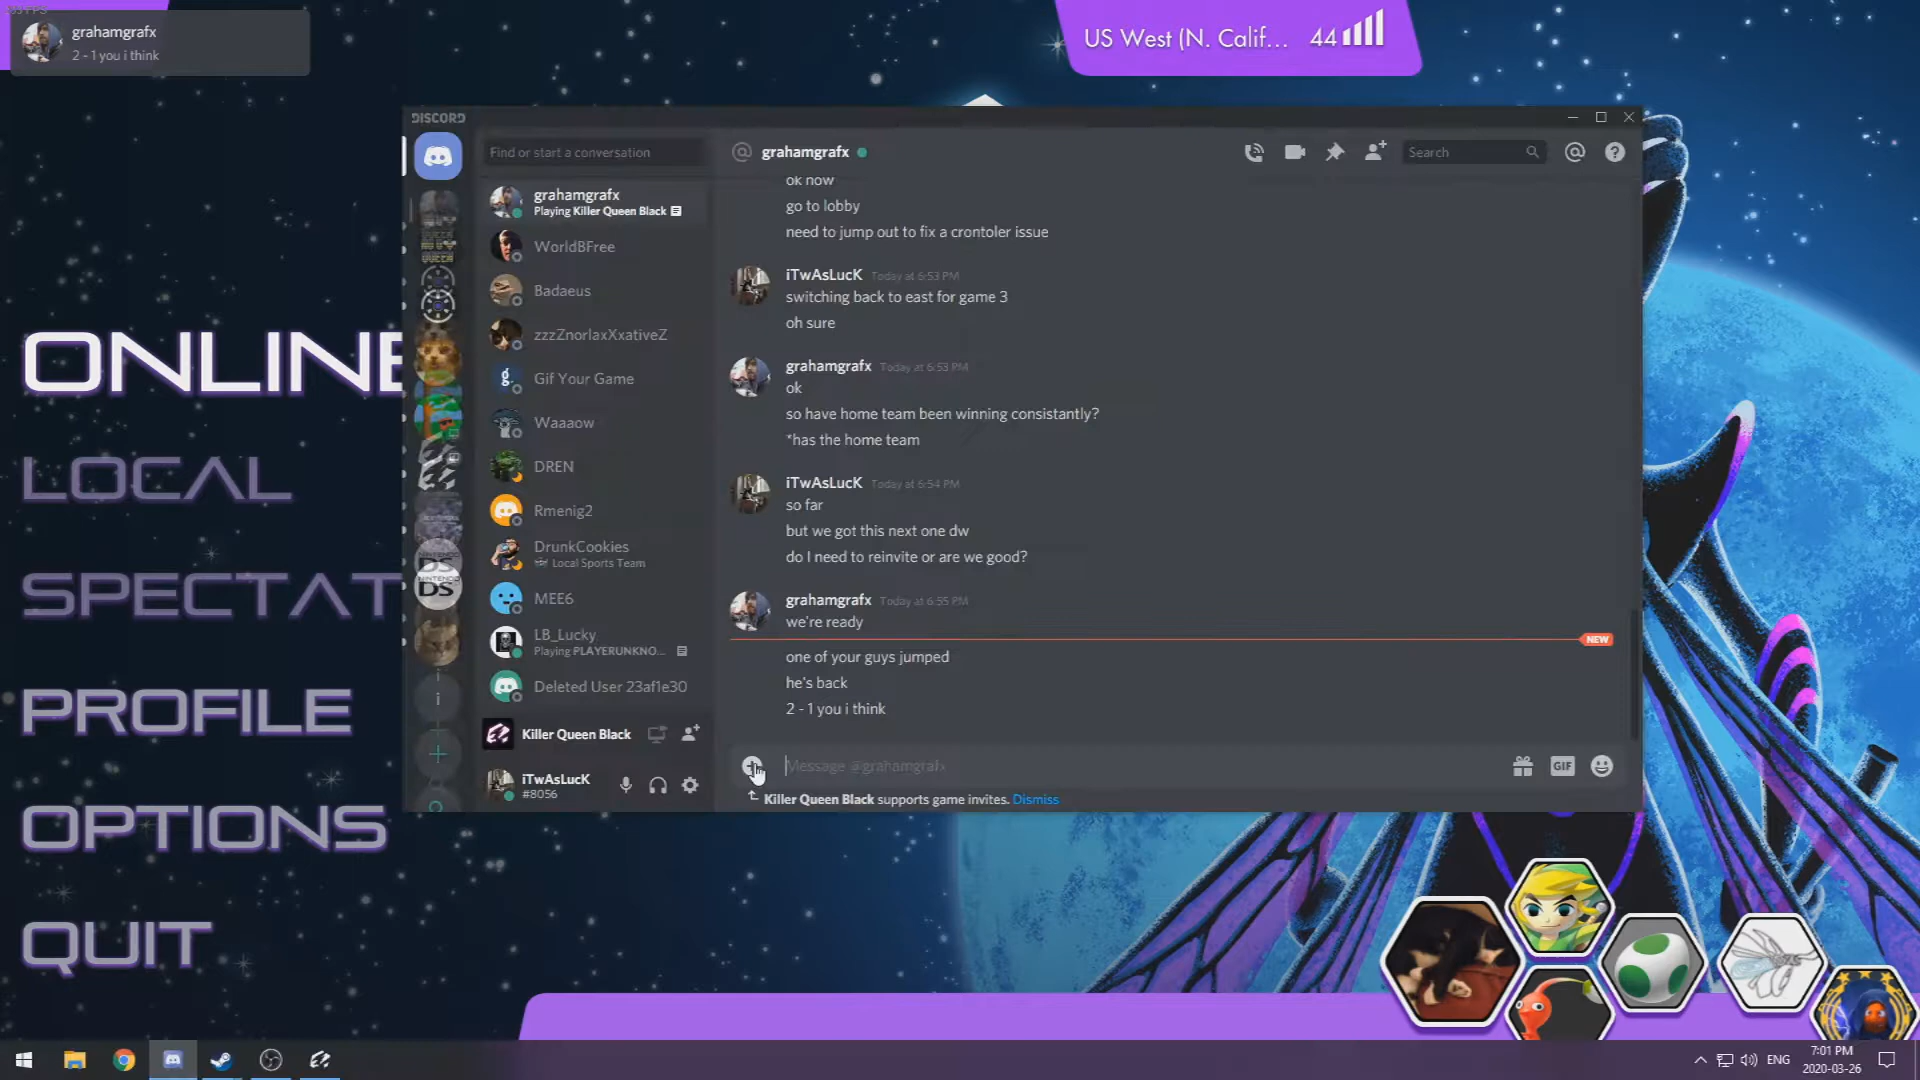 grahamgrafx
2 - 1 you i think
US West (N. Calif... 44
DISCORD
Find or start a conversation
grahamgrafx
Search
grahamgrafx
Playing Killer Queen Black
WorldBFree
Badaeus
zzzZnorlaxXxativeZ
Gif Your Game
Waaaow
DREN
Rmenig2
DrunkCookies
Local Sports Team
MEE6
LB_Lucky
Playing PLAYERUNKNO...
Deleted User 23af1e30
Killer Queen Black
iTwAsLucK
#8056
ok now
go to lobby
need to jump out to fix a crontoler issue
iTwAsLucK Today at 6:53 PM
switching back to east for game 3
oh sure
grahamgrafx Today at 6:53 PM
ok
so have home team been winning consistantly?
*has the home team
iTwAsLucK Today at 6:54 PM
so far
but we got this next one dw
do I need to reinvite or are we good?
grahamgrafx Today at 6:55 PM
we're ready
NEW
one of your guys jumped
he's back
2 - 1 you i think
Message @grahamgrafx
GIF
Killer Queen Black supports game invites. Dismiss
ONLINE
LOCAL
SPECTAT
PROFILE
OPTIONS
QUIT
ENG
7:01 PM
2020-03-26